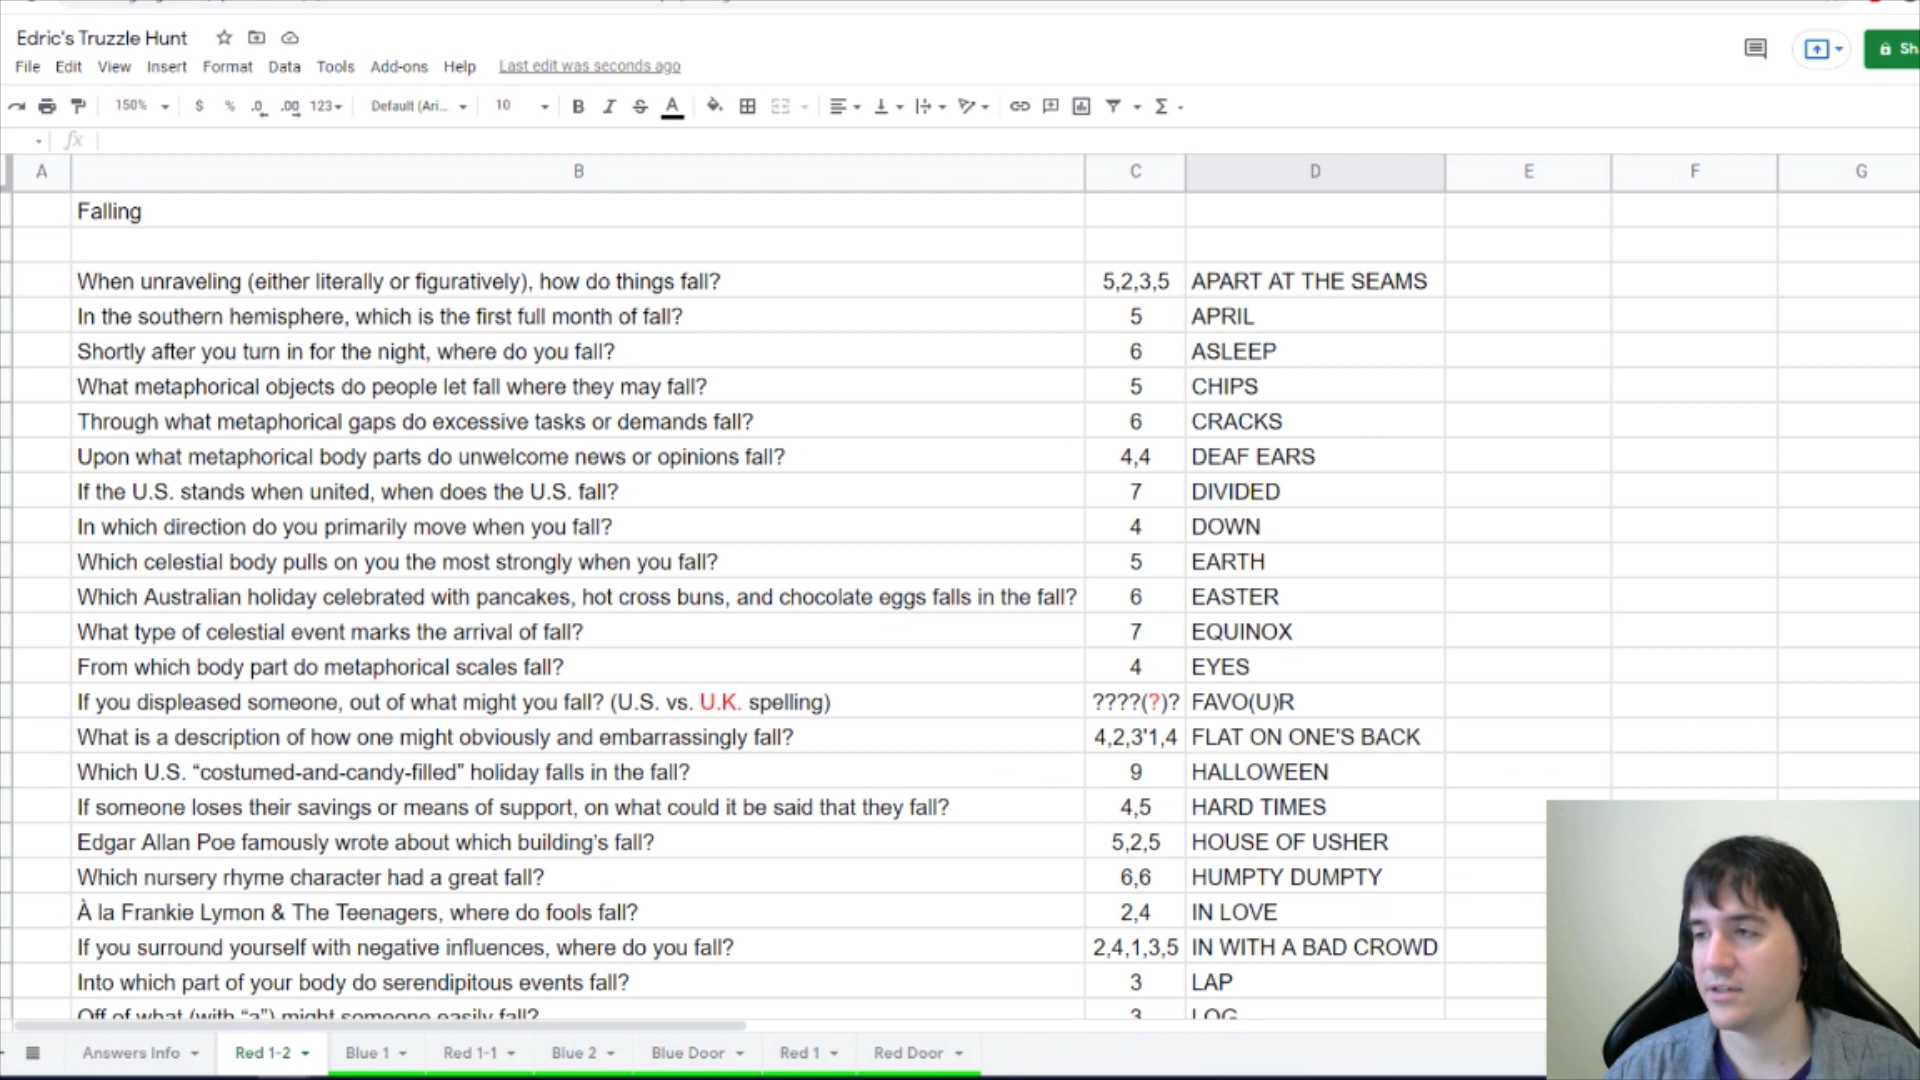 Edric's Truzzle Hunt
File Edit View Insert Format Data Tools Add-ons Help Last edit was seconds ago
Sh
150% $ % .0 .00 123 Default (Ari... 10 B I S A Σ
fx
A B C D E F G
Falling
When unraveling (either literally or figuratively), how do things fall? 5,2,3,5 APART AT THE SEAMS
In the southern hemisphere, which is the first full month of fall? 5 APRIL
Shortly after you turn in for the night, where do you fall? 6 ASLEEP
What metaphorical objects do people let fall where they may fall? 5 CHIPS
Through what metaphorical gaps do excessive tasks or demands fall? 6 CRACKS
Upon what metaphorical body parts do unwelcome news or opinions fall? 4,4 DEAF EARS
If the U.S. stands when united, when does the U.S. fall? 7 DIVIDED
In which direction do you primarily move when you fall? 4 DOWN
Which celestial body pulls on you the most strongly when you fall? 5 EARTH
Which Australian holiday celebrated with pancakes, hot cross buns, and chocolate eggs falls in the fall? 6 EASTER
What type of celestial event marks the arrival of fall? 7 EQUINOX
From which body part do metaphorical scales fall? 4 EYES
If you displeased someone, out of what might you fall? (U.S. vs. U.K. spelling) ????(?)? FAVO(U)R
What is a description of how one might obviously and embarrassingly fall? 4,2,3'1,4 FLAT ON ONE'S BACK
Which U.S. “costumed-and-candy-filled” holiday falls in the fall? 9 HALLOWEEN
If someone loses their savings or means of support, on what could it be said that they fall? 4,5 HARD TIMES
Edgar Allan Poe famously wrote about which building’s fall? 5,2,5 HOUSE OF USHER
Which nursery rhyme character had a great fall? 6,6 HUMPTY DUMPTY
À la Frankie Lymon & The Teenagers, where do fools fall? 2,4 IN LOVE
If you surround yourself with negative influences, where do you fall? 2,4,1,3,5 IN WITH A BAD CROWD
Into which part of your body do serendipitous events fall? 3 LAP
Off of what (with “a”) might someone easily fall? 3 LOG
Answers Info Red 1-2 Blue 1 Red 1-1 Blue 2 Blue Door Red 1 Red Door